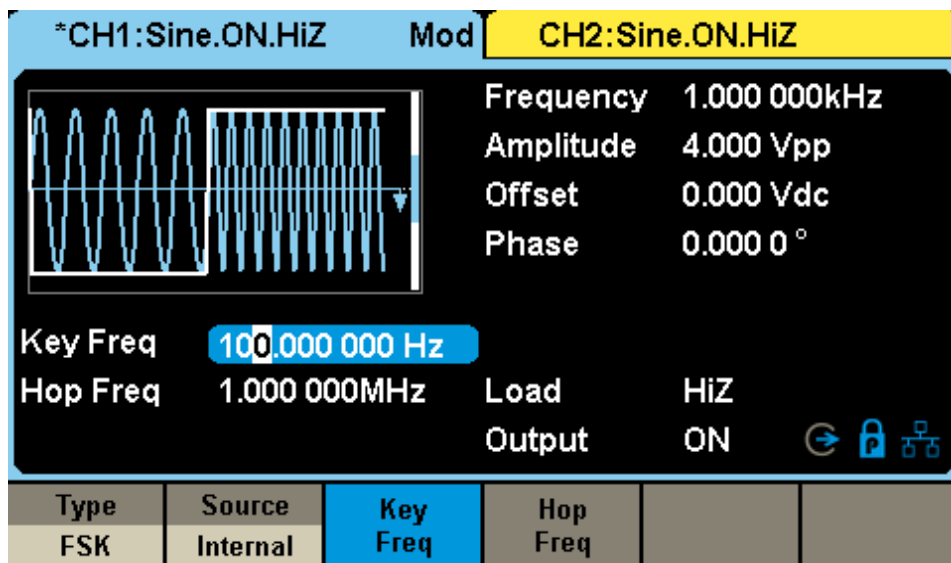 *CH1:Sine.ON.HiZ Mod
CH2:Sine.ON.HiZ
Frequency 1.000 000kHz
Amplitude 4.000 Vpp
Offset 0.000 Vdc
Phase 0.000 0 °
Key Freq 100.000 000 Hz
Hop Freq 1.000 000MHz
Load HiZ
Output ON
P
Type
FSK
Source
Internal
Key
Freq
Hop
Freq